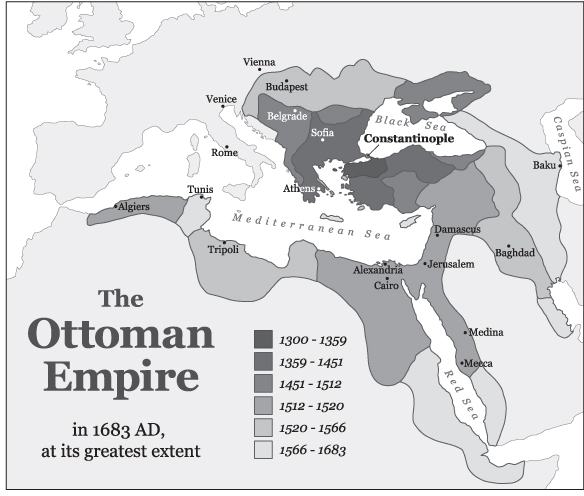 Vienna
Budapest
Venice
Belgrade
Black Sea
Sofia
Constantinople
Caspian Sea
Rome
Baku
Athens
Tunis
Algiers
Mediterranean Sea
Damascus
Tripoli
Baghdad
Alexandria
Jerusalem
Cairo
The
Ottoman
Empire
in 1683 AD,
at its greatest extent
1300 - 1359
1359 - 1451
1451 - 1512
1512 - 1520
1520 - 1566
1566 - 1683
Medina
Mecca
Red Sea